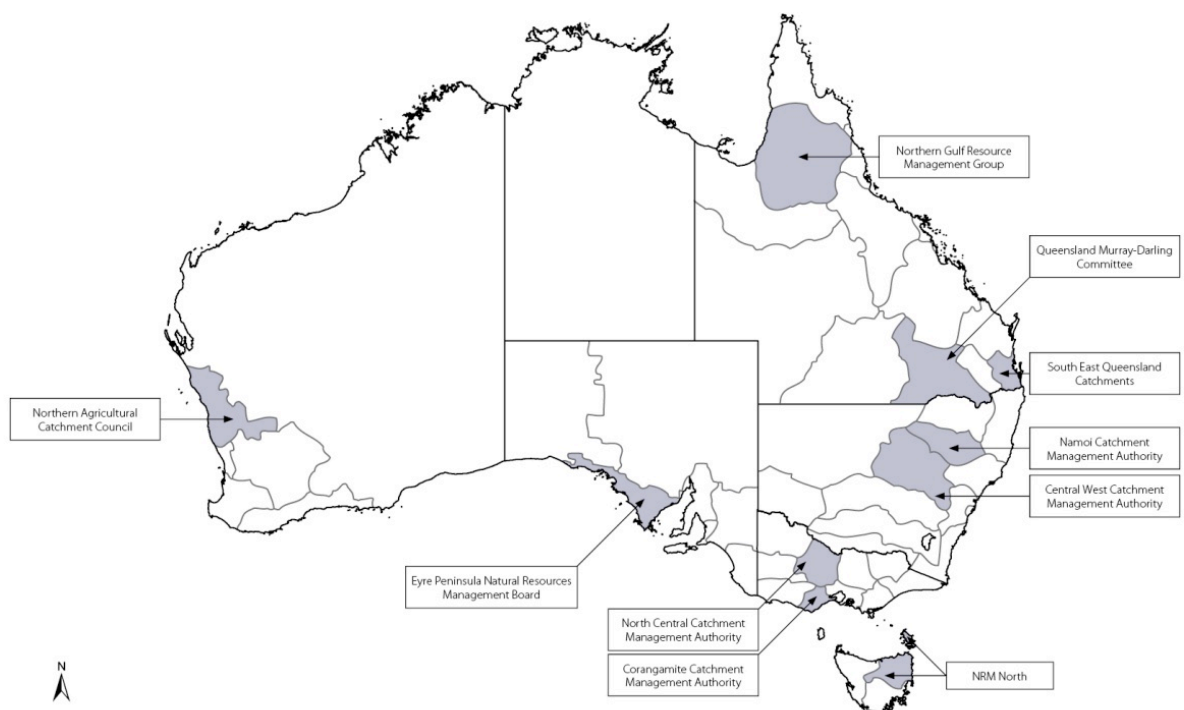 Northern Gulf Resource
Management Group
Queensland Murray-Darling
Committee
South East Queensland
Catchments
Northern Agricultural
Catchment Council
Namoi Catchment
Management Authority
Central West Catchment
Management Authority
Eyre Peninsula Natural Resources
Management Board
North Central Catchment
Management Authority
Corangamite Catchment
Management Authority
NRM North
N